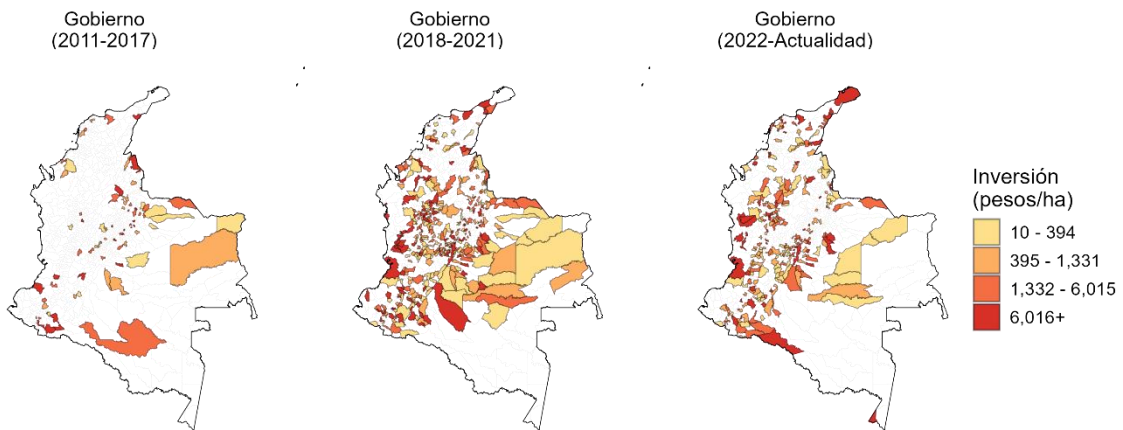 Gobierno
(2011-2017)
Gobierno
(2018-2021)
Gobierno
(2022-Actualidad)
Inversión
(pesos/ha)
10 - 394
395 - 1,331
1,332 - 6,015
6,016+